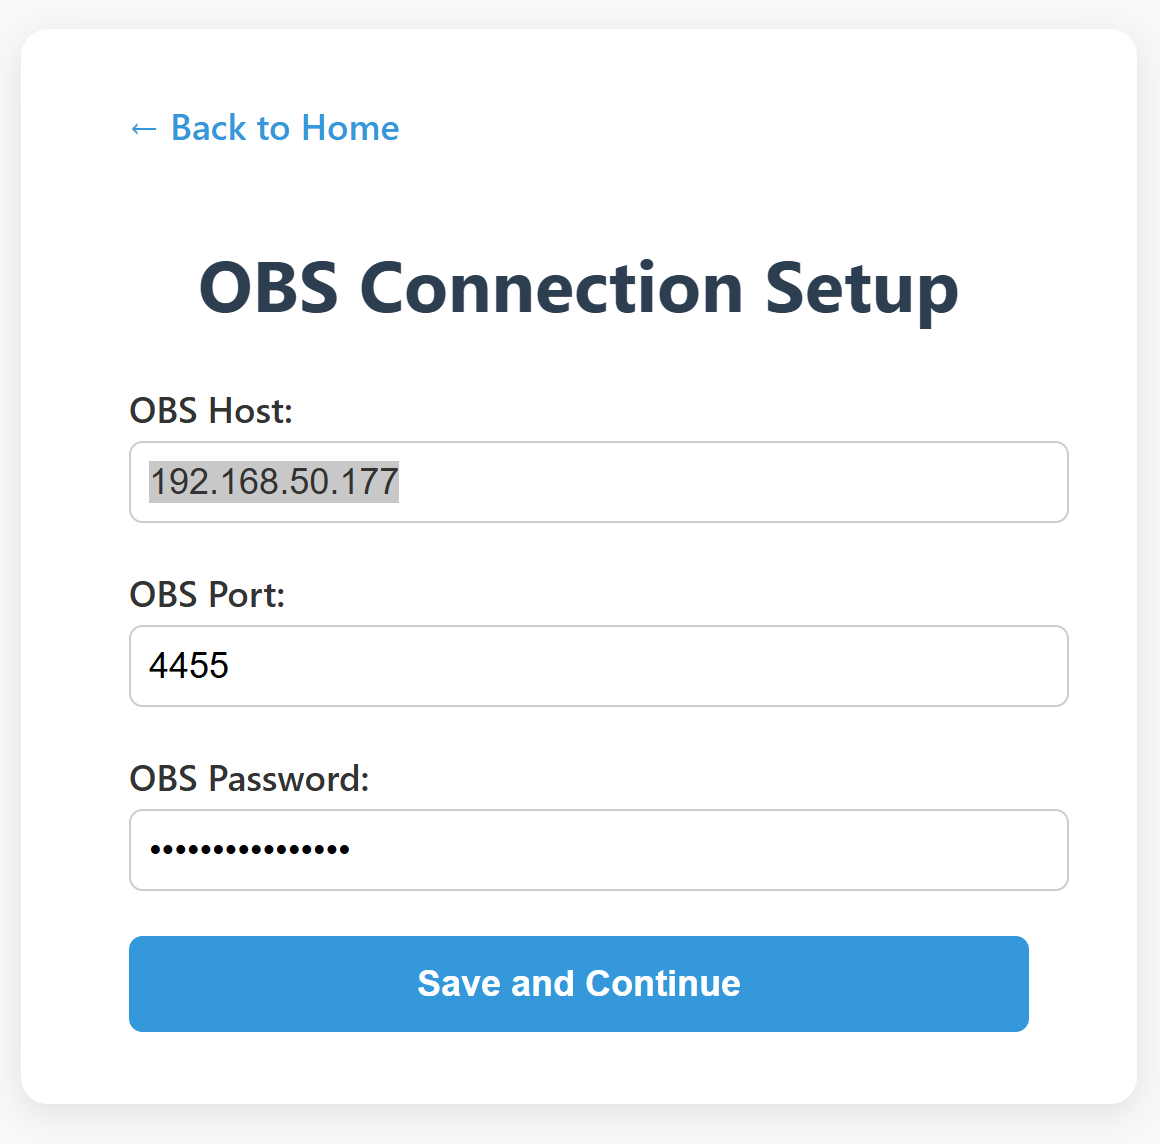 ← Back to Home
OBS Connection Setup
OBS Host:
192.168.50.177
OBS Port:
4455
OBS Password:
••••••••••••••••
Save and Continue